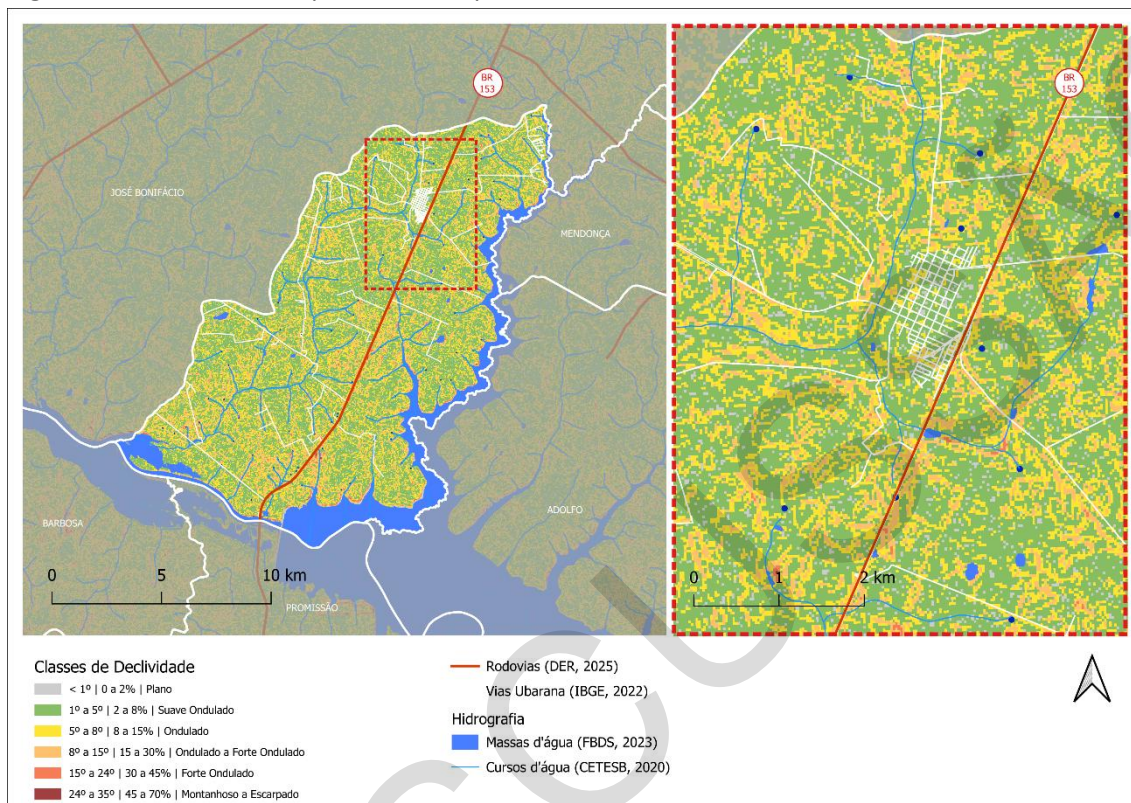 BR
153
BR
153
JOSÉ BONIFÁCIO
MENDONÇA
BARBOSA
ADOLFO
PROMISSÃO
0 5 10 km
0 1 2 km
Classes de Declividade
< 1º | 0 a 2% | Plano
1º a 5º | 2 a 8% | Suave Ondulado
5º a 8º | 8 a 15% | Ondulado
8º a 15º | 15 a 30% | Ondulado a Forte Ondulado
15º a 24º | 30 a 45% | Forte Ondulado
24º a 35º | 45 a 70% | Montanhoso a Escarpado
Rodovias (DER, 2025)
Vias Ubarana (IBGE, 2022)
Hidrografia
Massas d'água (FBDS, 2023)
Cursos d'água (CETESB, 2020)